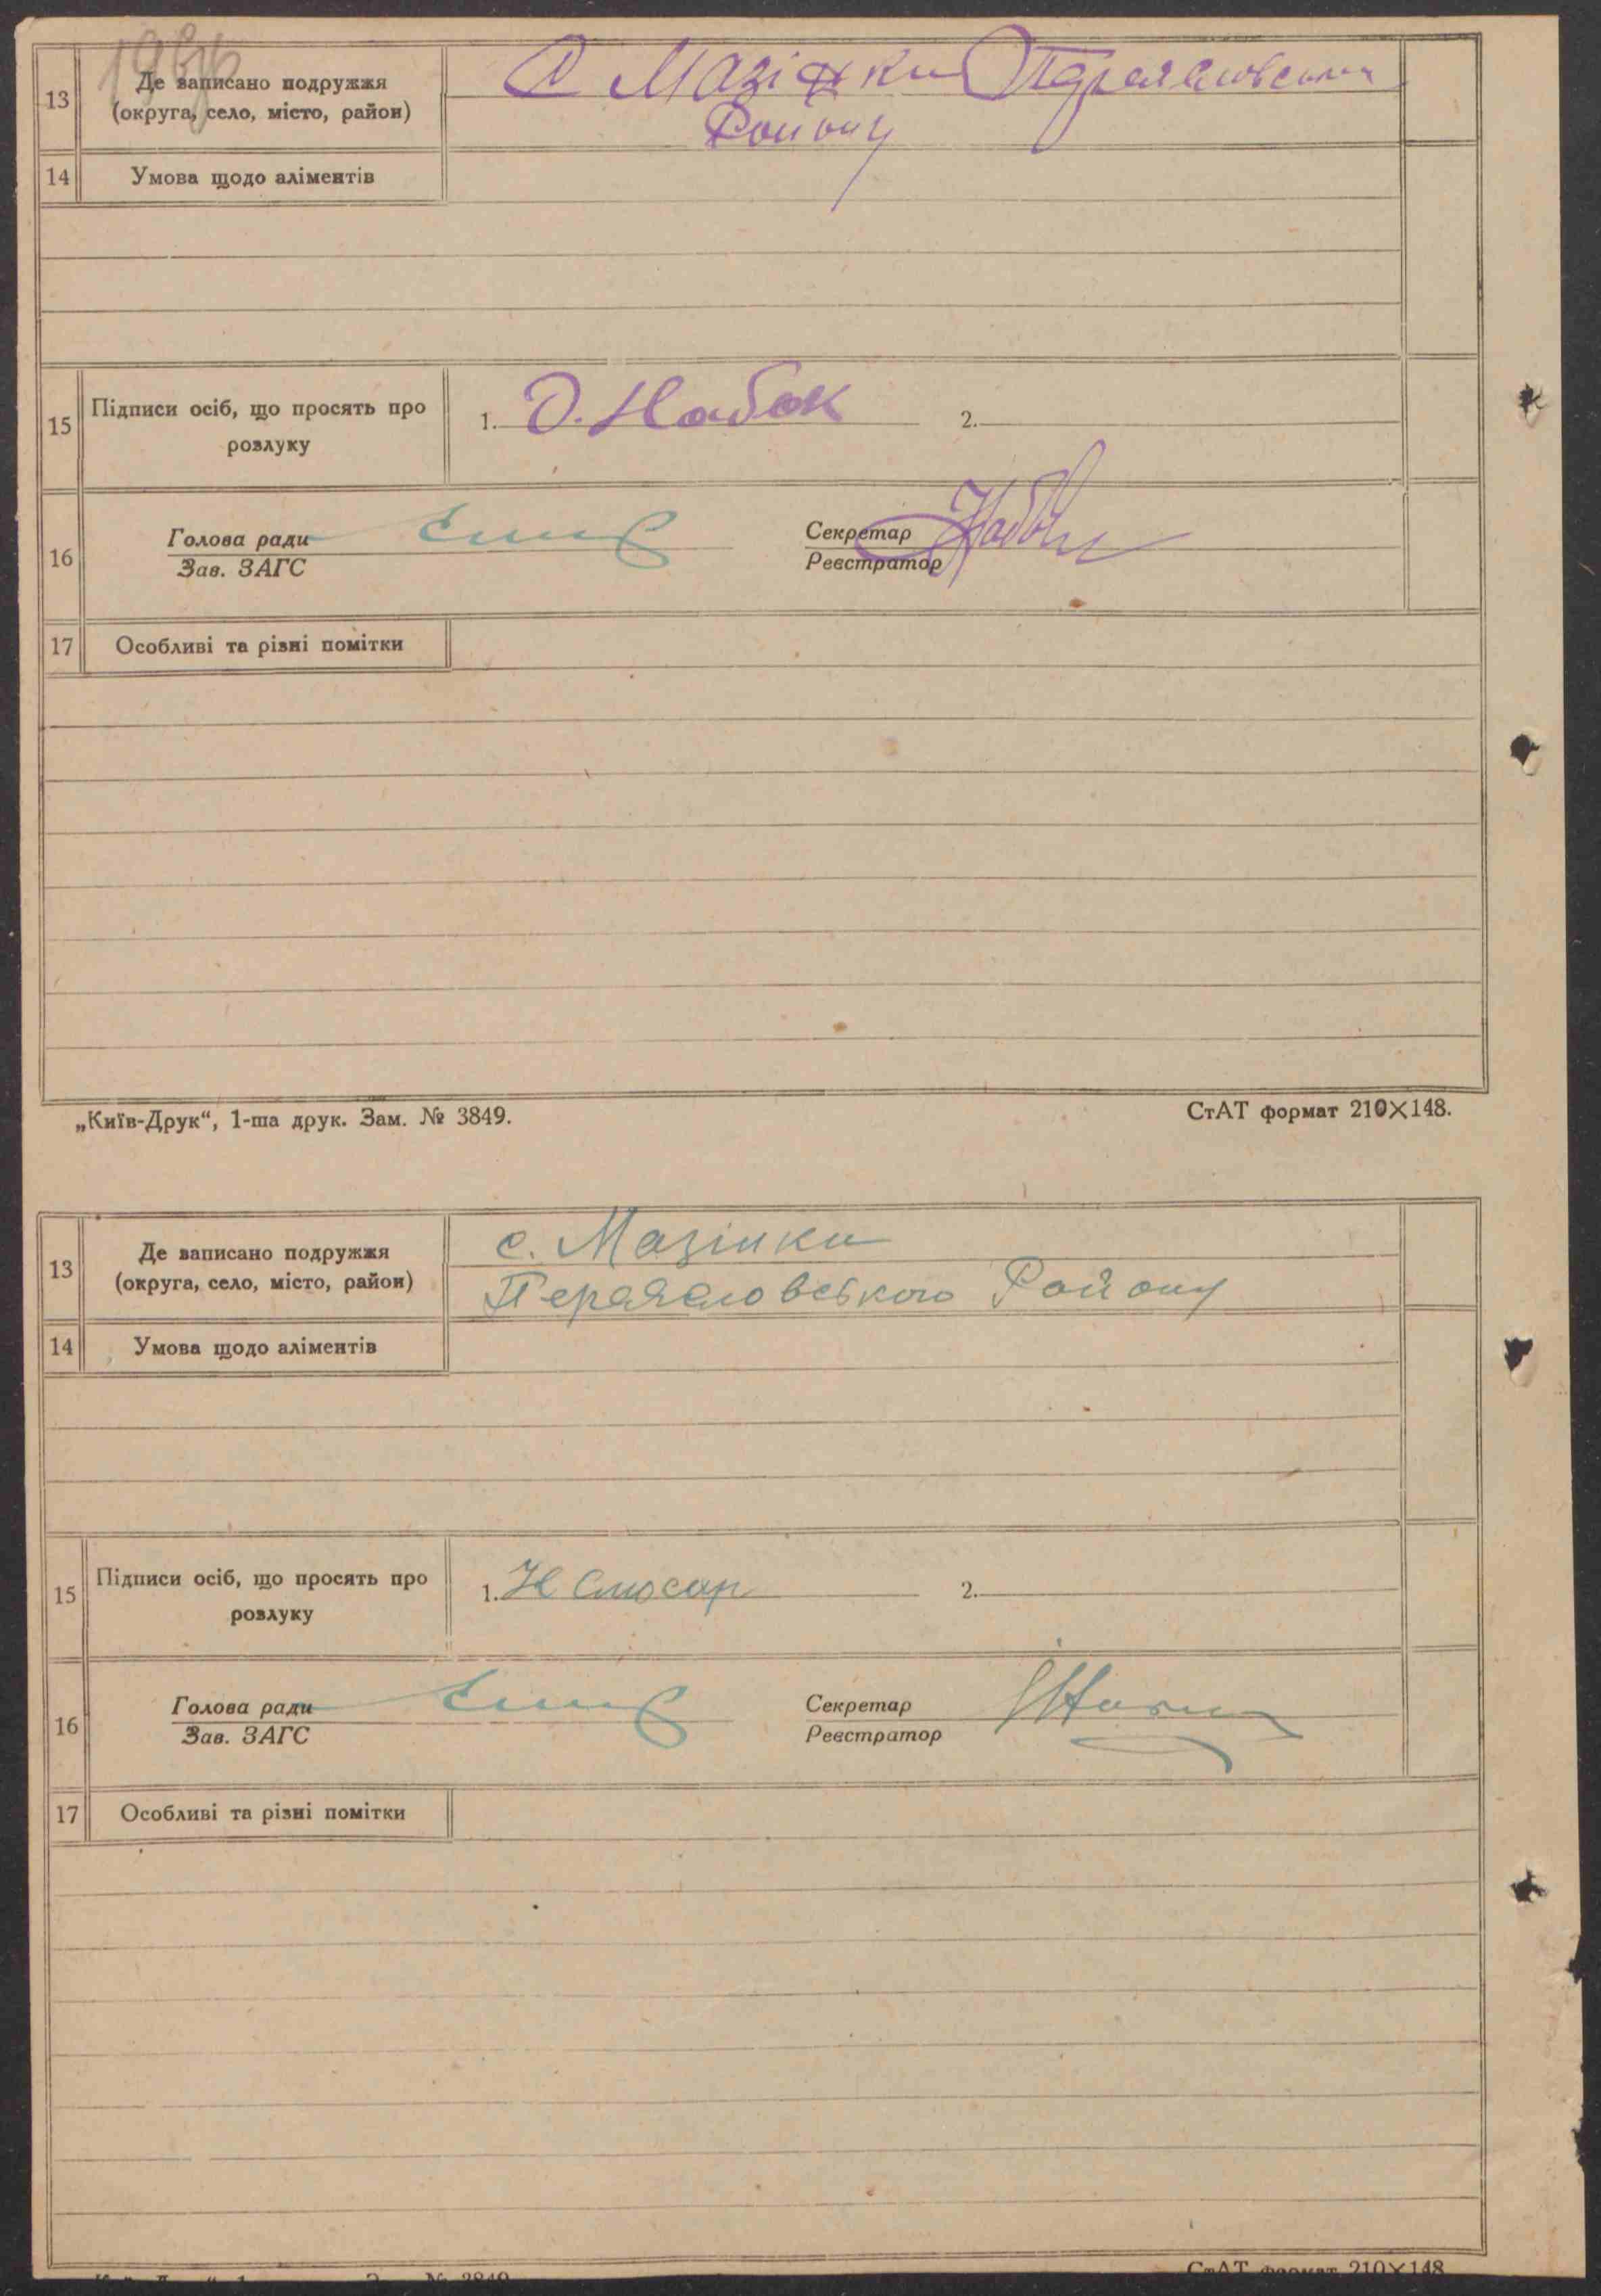 13
Де записано подружжя
(округа, село, місто, район)
С Мазінки Переяславськ
Району
14
Умова щодо аліментів
15
Підписи осіб, що просять про
розлуку
1. О. Набок
2.
16
Голова ради
Зав. ЗАГС
Секретар
Реєстратор
17
Особливі та різні помітки
„Київ-Друк“, 1-ша друк. Зам. № 3849.
СтАТ формат 210×148.
13
Де записано подружжя
(округа, село, місто, район)
с. Мазінки
Переяславського Району
14
Умова щодо аліментів
15
Підписи осіб, що просять про
розлуку
1. Н Слюсар
2.
16
Голова ради
Зав. ЗАГС
Секретар
Реєстратор
17
Особливі та різні помітки
№ 3849
СтАТ формат 210×148